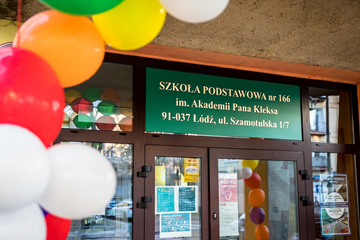 SZKOŁA PODSTAWOWA nr 166
im. Akademii Pana Kleksa
91-037 Łódź, ul. Szamotulska 1/7